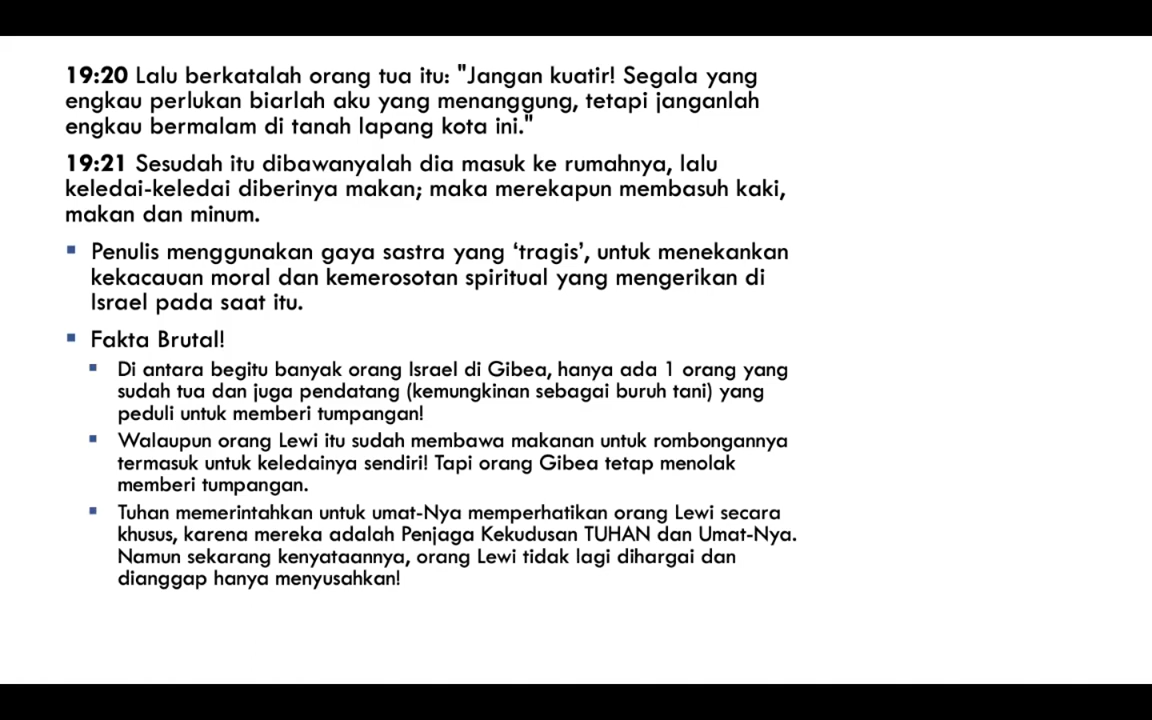 19:20 Lalu berkatalah orang tua itu: "Jangan kuatir! Segala yang
engkau perlukan biarlah aku yang menanggung, tetapi janganlah
engkau bermalam di tanah lapang kota ini."
19:21 Sesudah itu dibawanyalah dia masuk ke rumahnya, lalu
keledai-keledai diberinya makan; maka merekapun membasuh kaki,
makan dan minum.
▪ Penulis menggunakan gaya sastra yang ‘tragis’, untuk menekankan
kekacauan moral dan kemerosotan spiritual yang mengerikan di
Israel pada saat itu.
▪ Fakta Brutal!
▪ Di antara begitu banyak orang Israel di Gibea, hanya ada 1 orang yang
sudah tua dan juga pendatang (kemungkinan sebagai buruh tani) yang
peduli untuk memberi tumpangan!
▪ Walaupun orang Lewi itu sudah membawa makanan untuk rombongannya
termasuk untuk keledainya sendiri! Tapi orang Gibea tetap menolak
memberi tumpangan.
▪ Tuhan memerintahkan untuk umat-Nya memperhatikan orang Lewi secara
khusus, karena mereka adalah Penjaga Kekudusan TUHAN dan Umat-Nya.
Namun sekarang kenyataannya, orang Lewi tidak lagi dihargai dan
dianggap hanya menyusahkan!